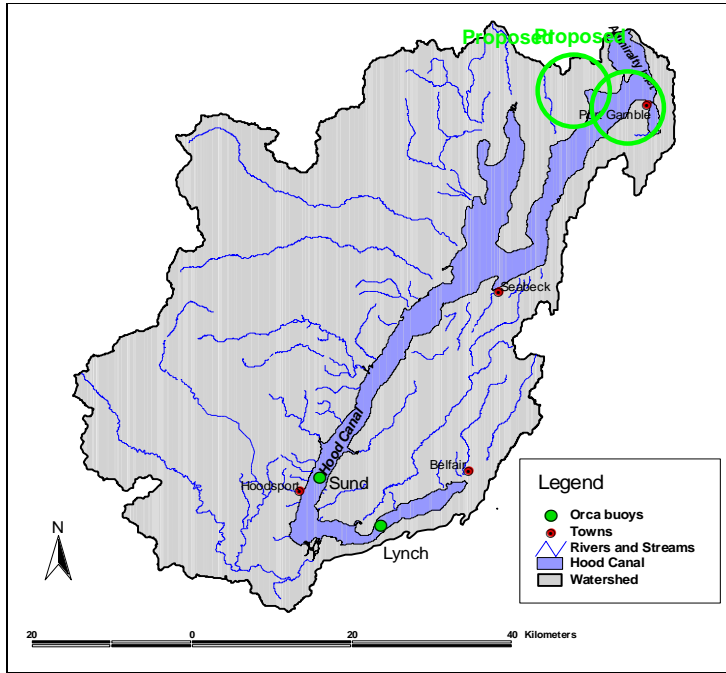 Proposed
Proposed
Admiralty Inlet
Port Gamble
Seabeck
Hood Canal
Belfair
Hoodsport
Sund
Lynch
Legend
Orca buoys
Towns
Rivers and Streams
Hood Canal
Watershed
N
20 0 20 40 Kilometers